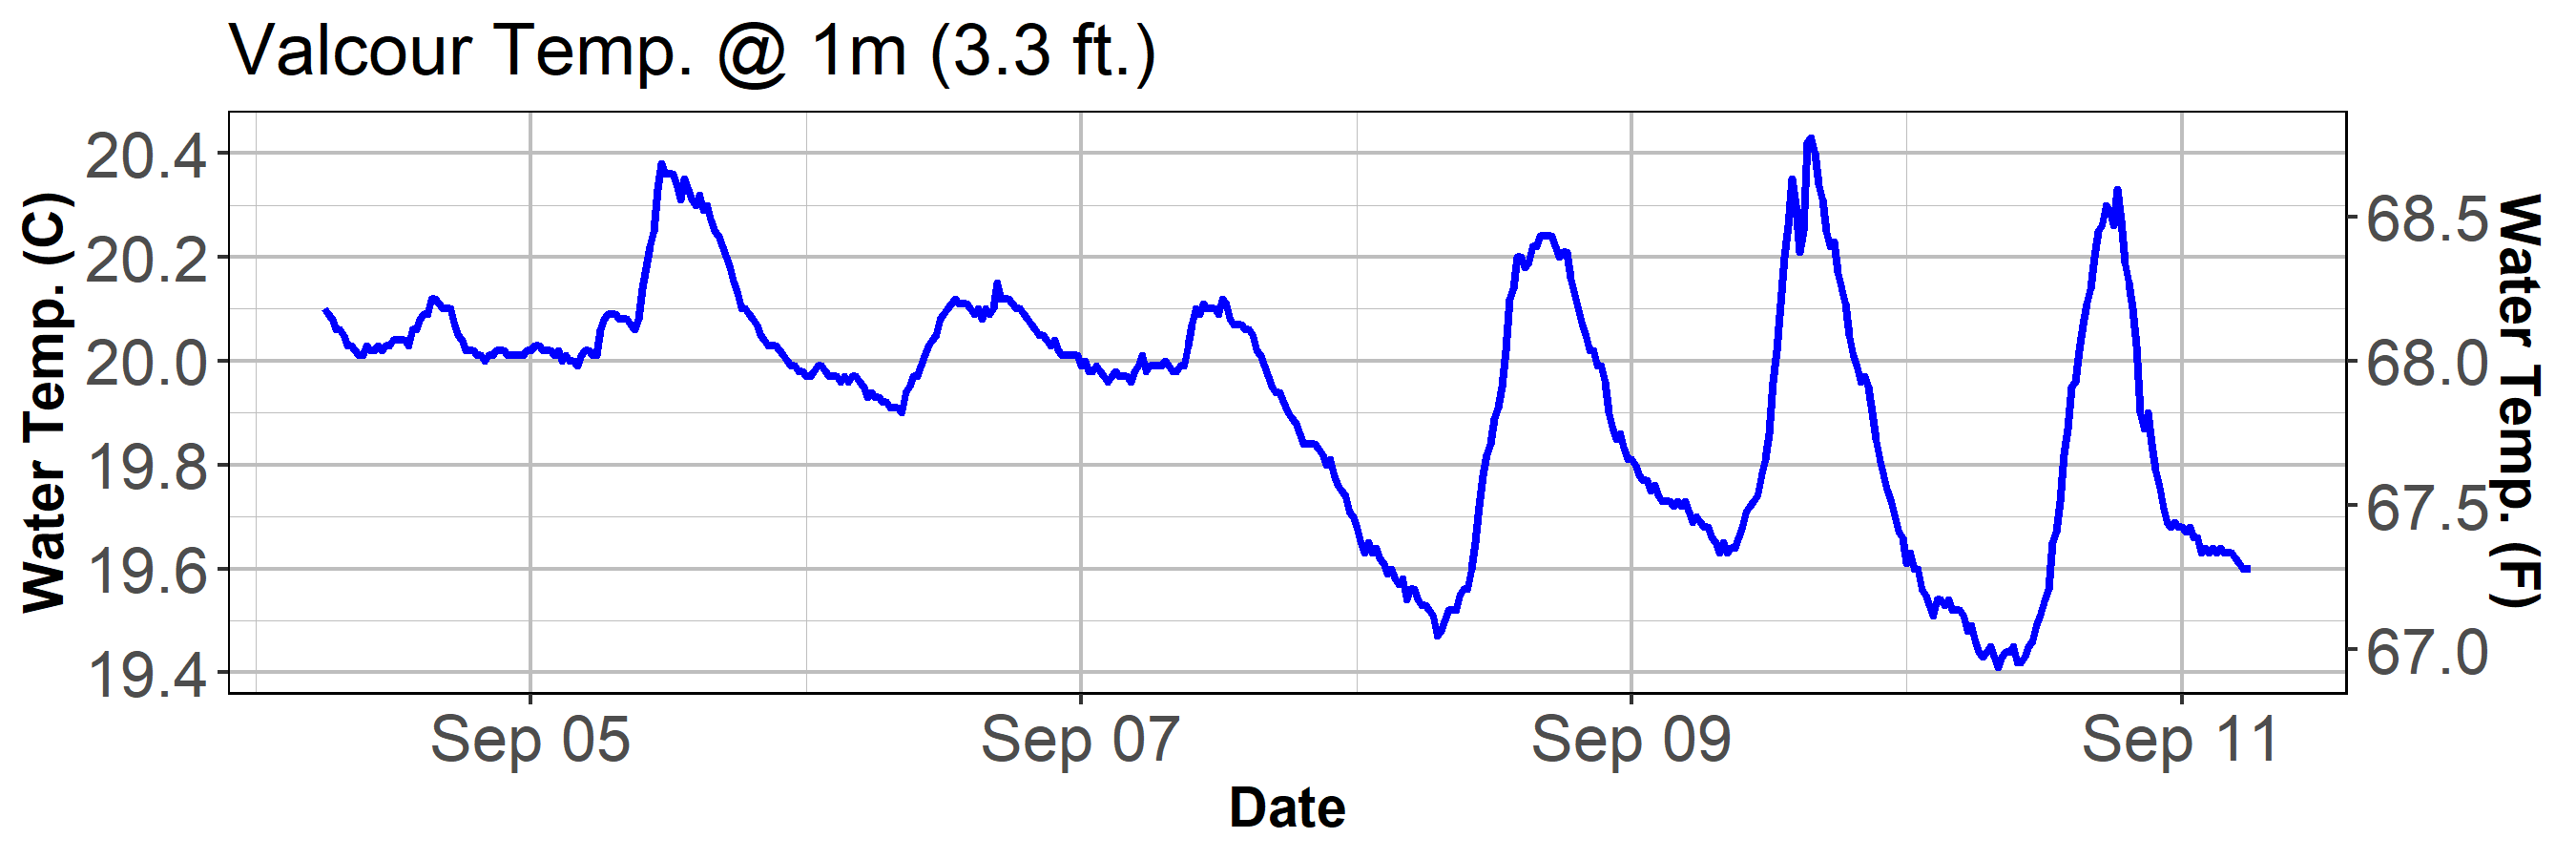 Valcour Temp. @ 1m (3.3 ft.)
Water Temp. (C)
20.4
20.2
20.0
19.8
19.6
19.4
68.5
68.0
67.5
67.0
Water Temp. (F)
Sep 05
Sep 07
Sep 09
Sep 11
Date